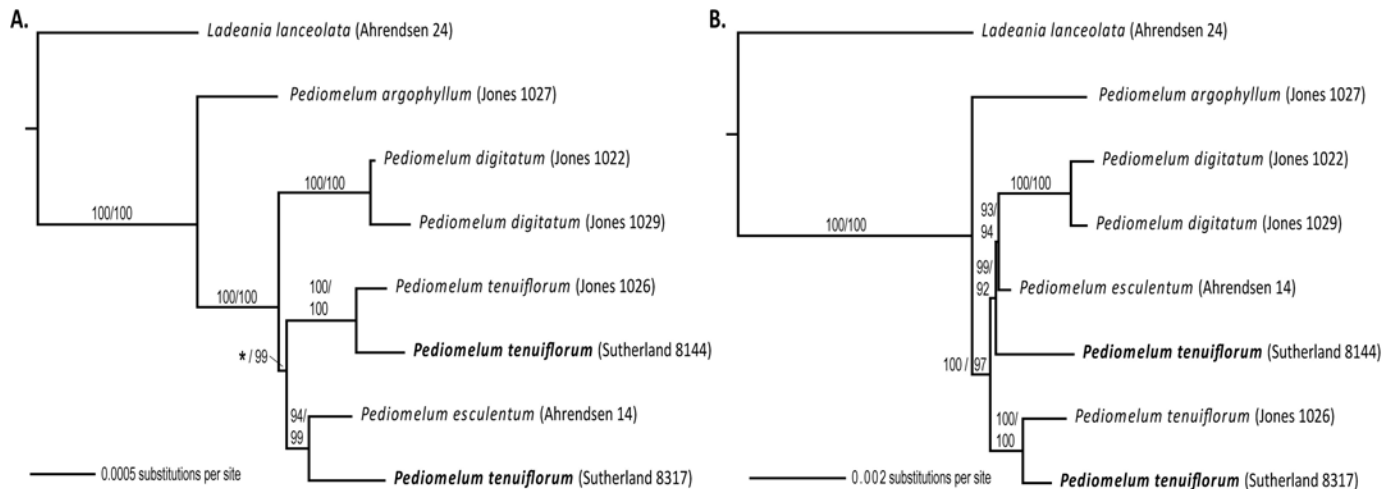 A.
Ladeania lanceolata (Ahrendsen 24)
Pediomelum argophyllum (Jones 1027)
Pediomelum digitatum (Jones 1022)
100/100
Pediomelum digitatum (Jones 1029)
100/100
100/
100
Pediomelum tenuiflorum (Jones 1026)
100/100
Pediomelum tenuiflorum (Sutherland 8144)
* / 99
Pediomelum esculentum (Ahrendsen 14)
94/
99
Pediomelum tenuiflorum (Sutherland 8317)
0.0005 substitutions per site
B.
Ladeania lanceolata (Ahrendsen 24)
Pediomelum argophyllum (Jones 1027)
Pediomelum digitatum (Jones 1022)
100/100
93/
94
Pediomelum digitatum (Jones 1029)
100/100
99/
92
Pediomelum esculentum (Ahrendsen 14)
Pediomelum tenuiflorum (Sutherland 8144)
100 / 97
Pediomelum tenuiflorum (Jones 1026)
100/
100
Pediomelum tenuiflorum (Sutherland 8317)
0.002 substitutions per site